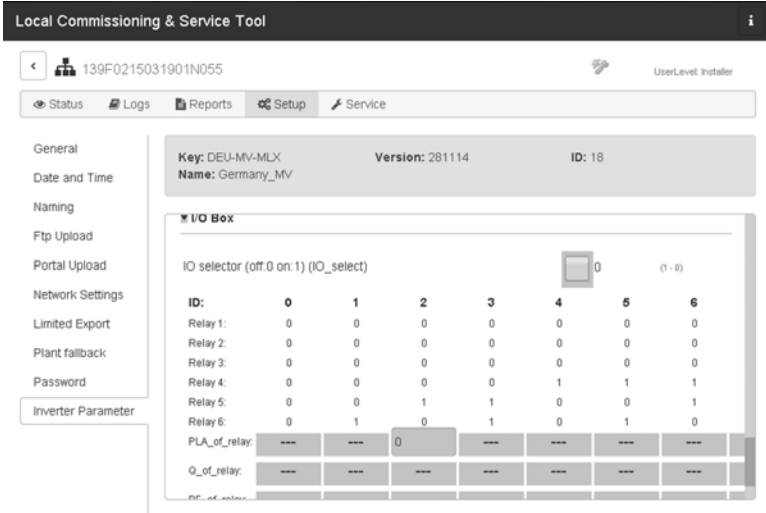 Local Commissioning & Service Tool i
139F0215031901N055 UserLevel: Installer
Status Logs Reports Setup Service
General
Date and Time
Naming
Ftp Upload
Portal Upload
Network Settings
Limited Export
Plant fallback
Password
Inverter Parameter
Key: DEU-MV-MLX Version: 281114 ID: 18
Name: Germany_MV
I/O Box
IO selector (off:0 on:1) (IO_select) 0 (1 - 0)
ID: 0 1 2 3 4 5 6
Relay 1: 0 0 0 0 0 0 0
Relay 2: 0 0 0 0 0 0 0
Relay 3: 0 0 0 0 0 0 0
Relay 4: 0 0 0 0 1 1 1
Relay 5: 0 0 1 1 0 0 1
Relay 6: 0 1 0 1 0 1 0
PLA_of_relay: --- --- 0 --- --- --- ---
Q_of_relay: --- --- --- --- --- --- ---